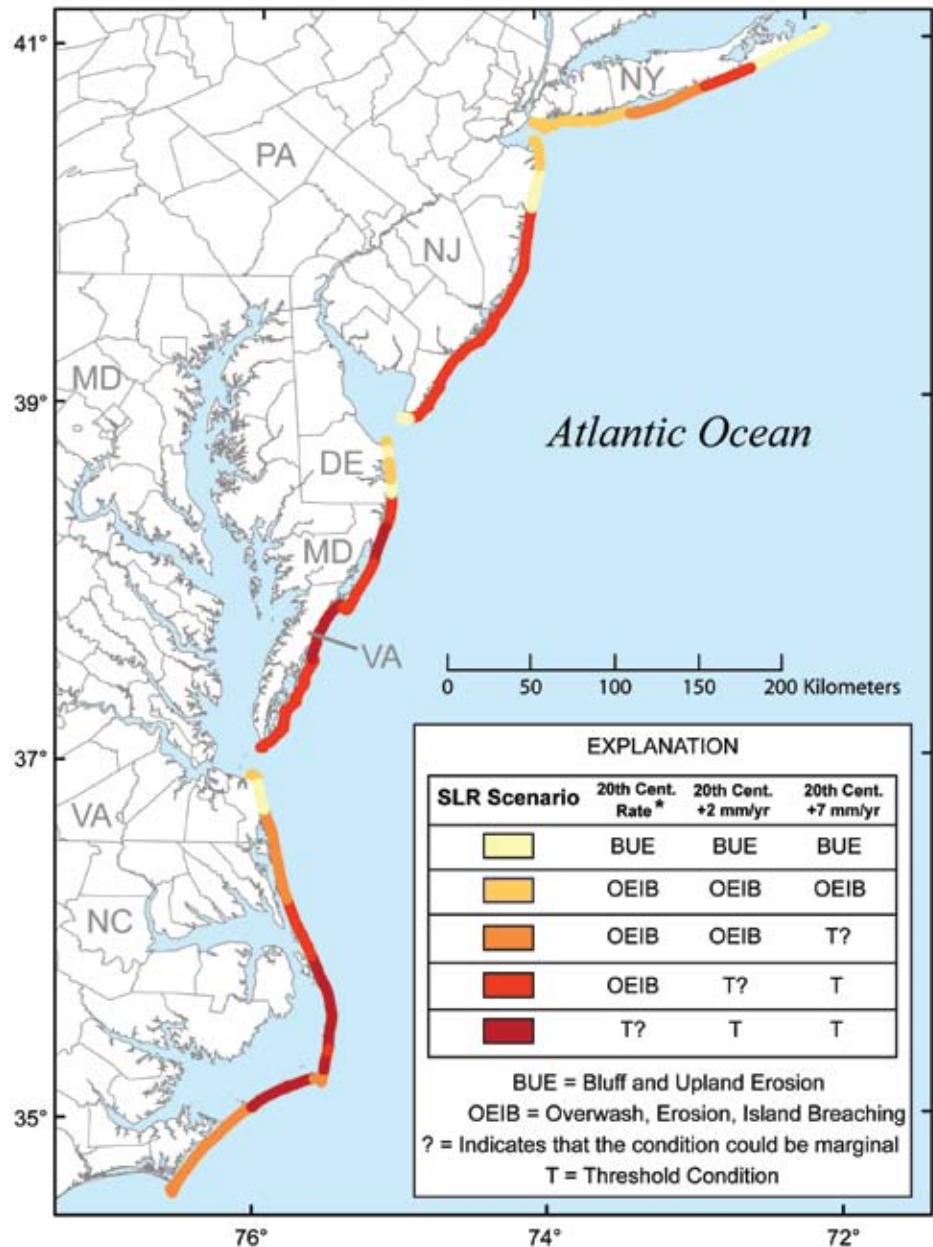 41°
NY
PA
NJ
MD
39°
Atlantic Ocean
DE
MD
VA
0 50 100 150 200 Kilometers
37°
VA
NC
35°
76° 74° 72°
EXPLANATION
SLR Scenario 20th Cent. Rate* 20th Cent. +2 mm/yr 20th Cent. +7 mm/yr
BUE BUE BUE
OEIB OEIB OEIB
OEIB OEIB T?
OEIB T? T
T? T T
BUE = Bluff and Upland Erosion
OEIB = Overwash, Erosion, Island Breaching
? = Indicates that the condition could be marginal
T = Threshold Condition